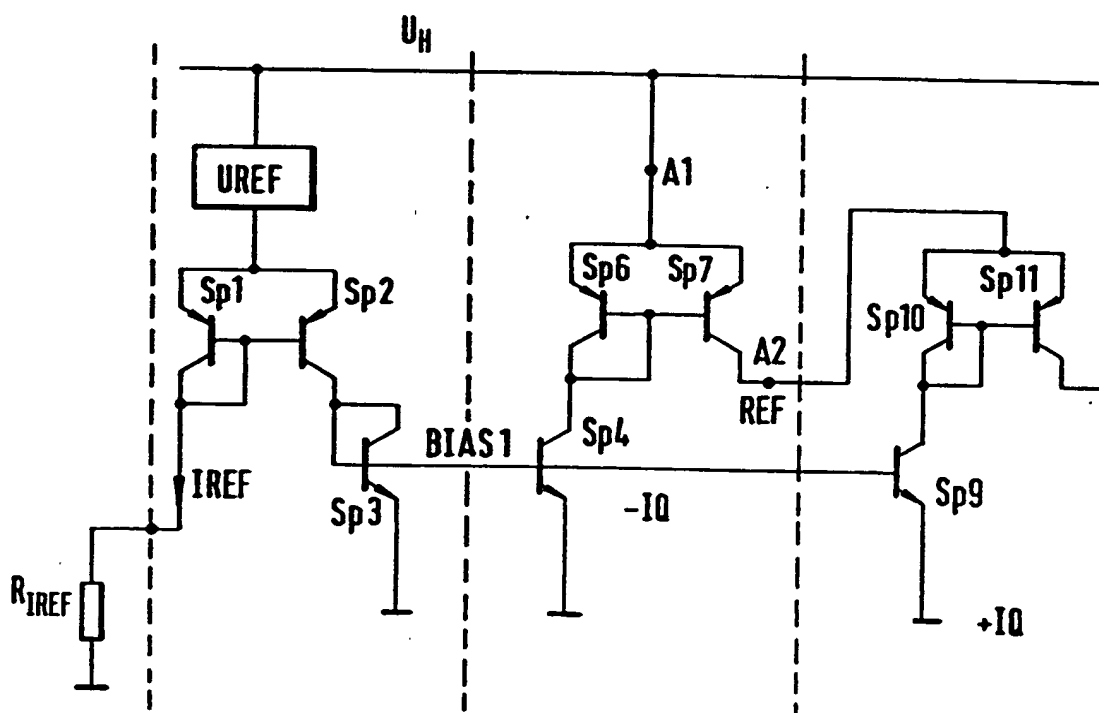 U_H
UREF
A1
Sp1
Sp2
Sp6
Sp7
Sp10
Sp11
A2
REF
IREF
Sp3
BIAS1
Sp4
-IQ
Sp9
R_IREF
+IQ